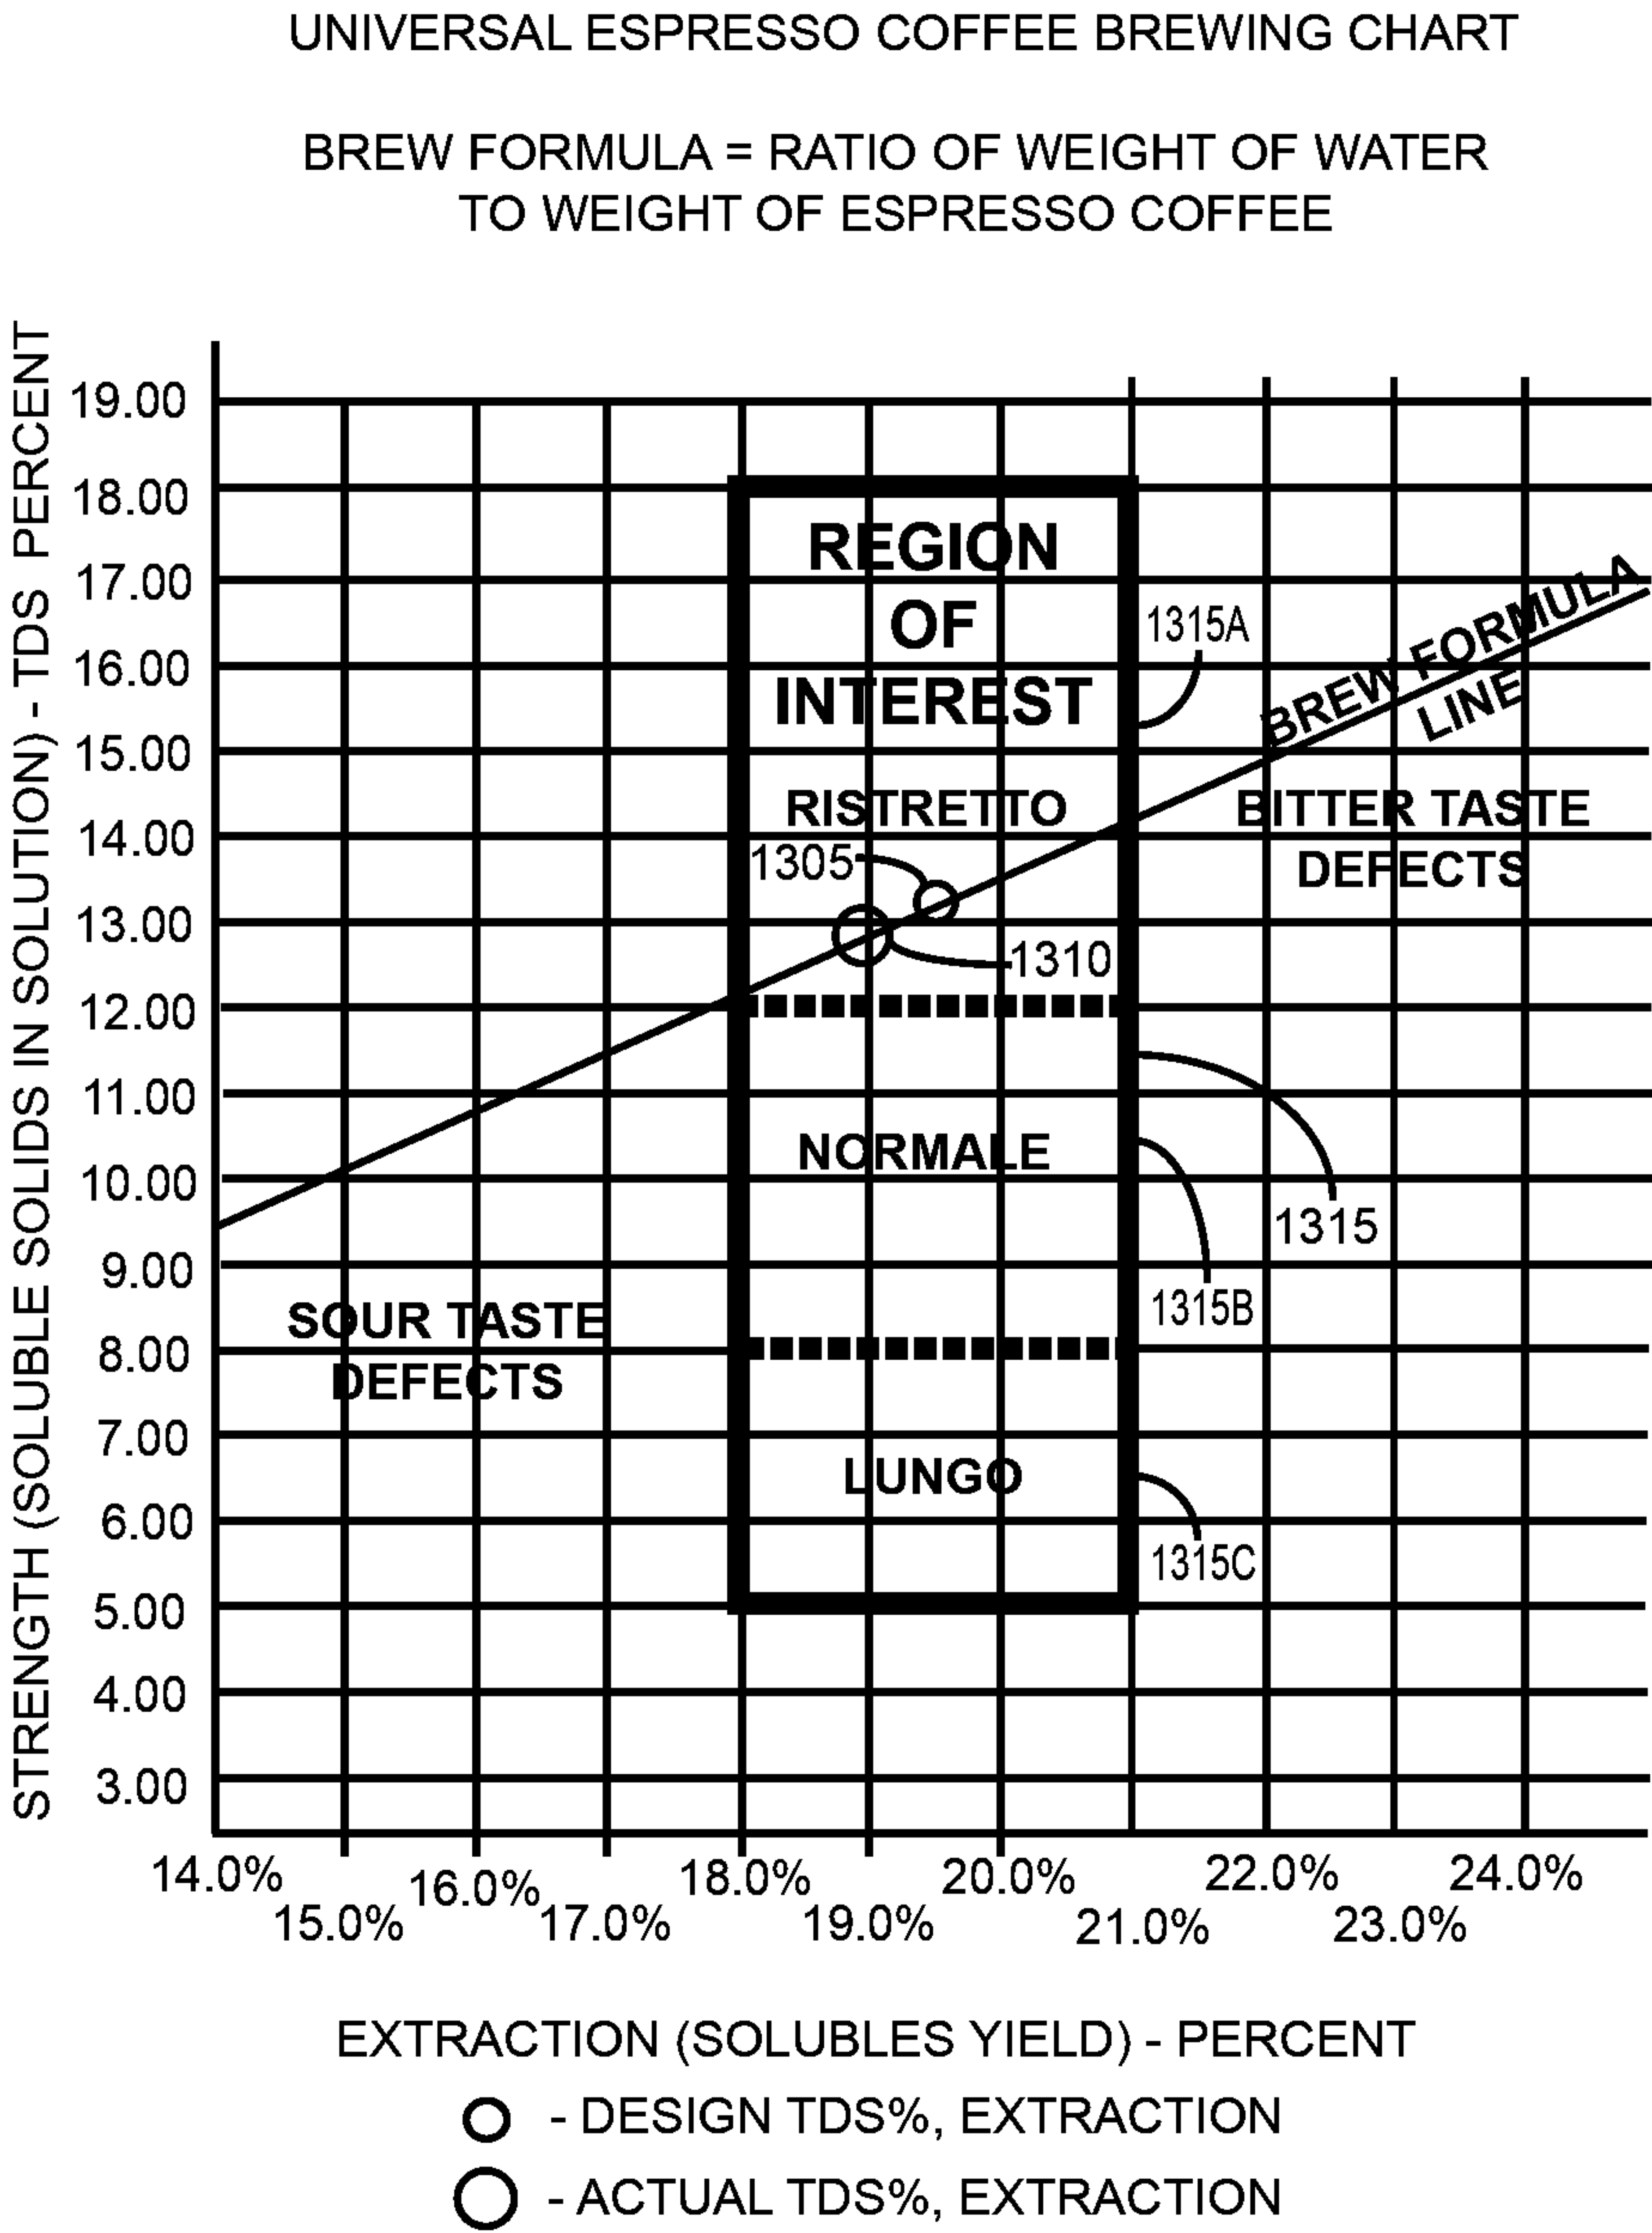 UNIVERSAL ESPRESSO COFFEE BREWING CHART
BREW FORMULA = RATIO OF WEIGHT OF WATER
TO WEIGHT OF ESPRESSO COFFEE
STRENGTH (SOLUBLE SOLIDS IN SOLUTION) - TDS PERCENT
19.00
18.00
17.00
16.00
15.00
14.00
13.00
12.00
11.00
10.00
9.00
8.00
7.00
6.00
5.00
4.00
3.00
REGION
OF
INTEREST
1315A
BREW FORMULA
LINE
RISTRETTO
BITTER TASTE
DEFECTS
1305
1310
NORMALE
1315
1315B
SOUR TASTE
DEFECTS
LUNGO
1315C
14.0%
15.0%
16.0%
17.0%
18.0%
19.0%
20.0%
21.0%
22.0%
23.0%
24.0%
EXTRACTION (SOLUBLES YIELD) - PERCENT
- DESIGN TDS%, EXTRACTION
- ACTUAL TDS%, EXTRACTION